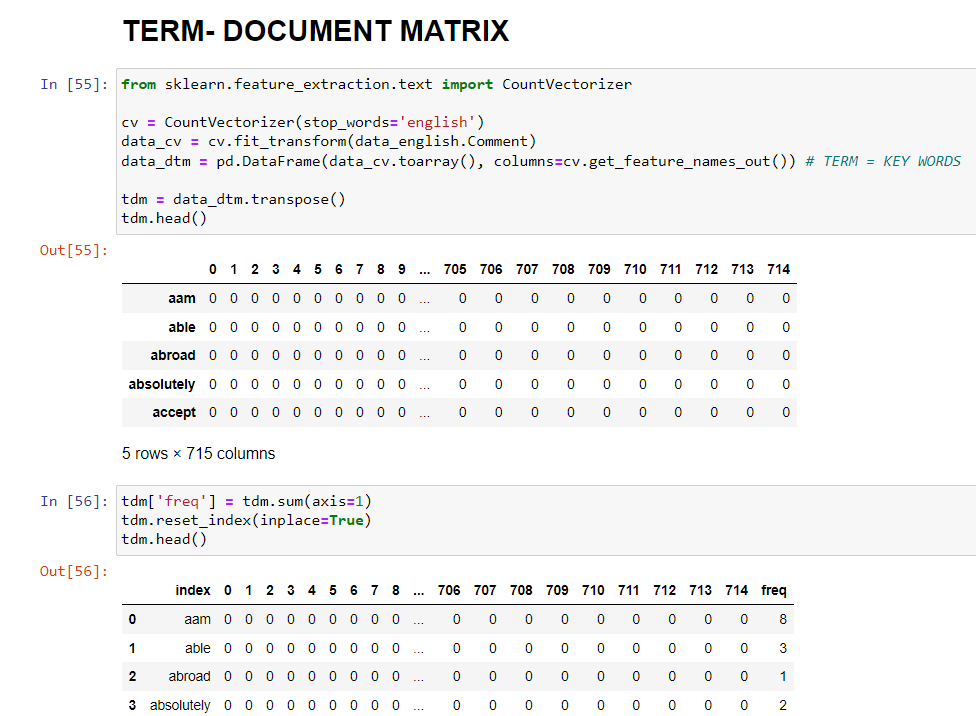 TERM- DOCUMENT MATRIX
In [55]: from sklearn.feature_extraction.text import CountVectorizer
cv = CountVectorizer(stop_words='english')
data_cv = cv.fit_transform(data_english.Comment)
data_dtm = pd.DataFrame(data_cv.toarray(), columns=cv.get_feature_names_out()) # TERM = KEY WORDS
tdm = data_dtm.transpose()
tdm.head()
Out[55]:
0 1 2 3 4 5 6 7 8 9 ... 705 706 707 708 709 710 711 712 713 714
aam 0 0 0 0 0 0 0 0 0 0 ... 0 0 0 0 0 0 0 0 0 0
able 0 0 0 0 0 0 0 0 0 0 ... 0 0 0 0 0 0 0 0 0 0
abroad 0 0 0 0 0 0 0 0 0 0 ... 0 0 0 0 0 0 0 0 0 0
absolutely 0 0 0 0 0 0 0 0 0 0 ... 0 0 0 0 0 0 0 0 0 0
accept 0 0 0 0 0 0 0 0 0 0 ... 0 0 0 0 0 0 0 0 0 0
5 rows × 715 columns
In [56]: tdm['freq'] = tdm.sum(axis=1)
tdm.reset_index(inplace=True)
tdm.head()
Out[56]:
index 0 1 2 3 4 5 6 7 8 ... 706 707 708 709 710 711 712 713 714 freq
0 aam 0 0 0 0 0 0 0 0 0 ... 0 0 0 0 0 0 0 0 0 8
1 able 0 0 0 0 0 0 0 0 0 ... 0 0 0 0 0 0 0 0 0 3
2 abroad 0 0 0 0 0 0 0 0 0 ... 0 0 0 0 0 0 0 0 0 1
3 absolutely 0 0 0 0 0 0 0 0 0 ... 0 0 0 0 0 0 0 0 0 2